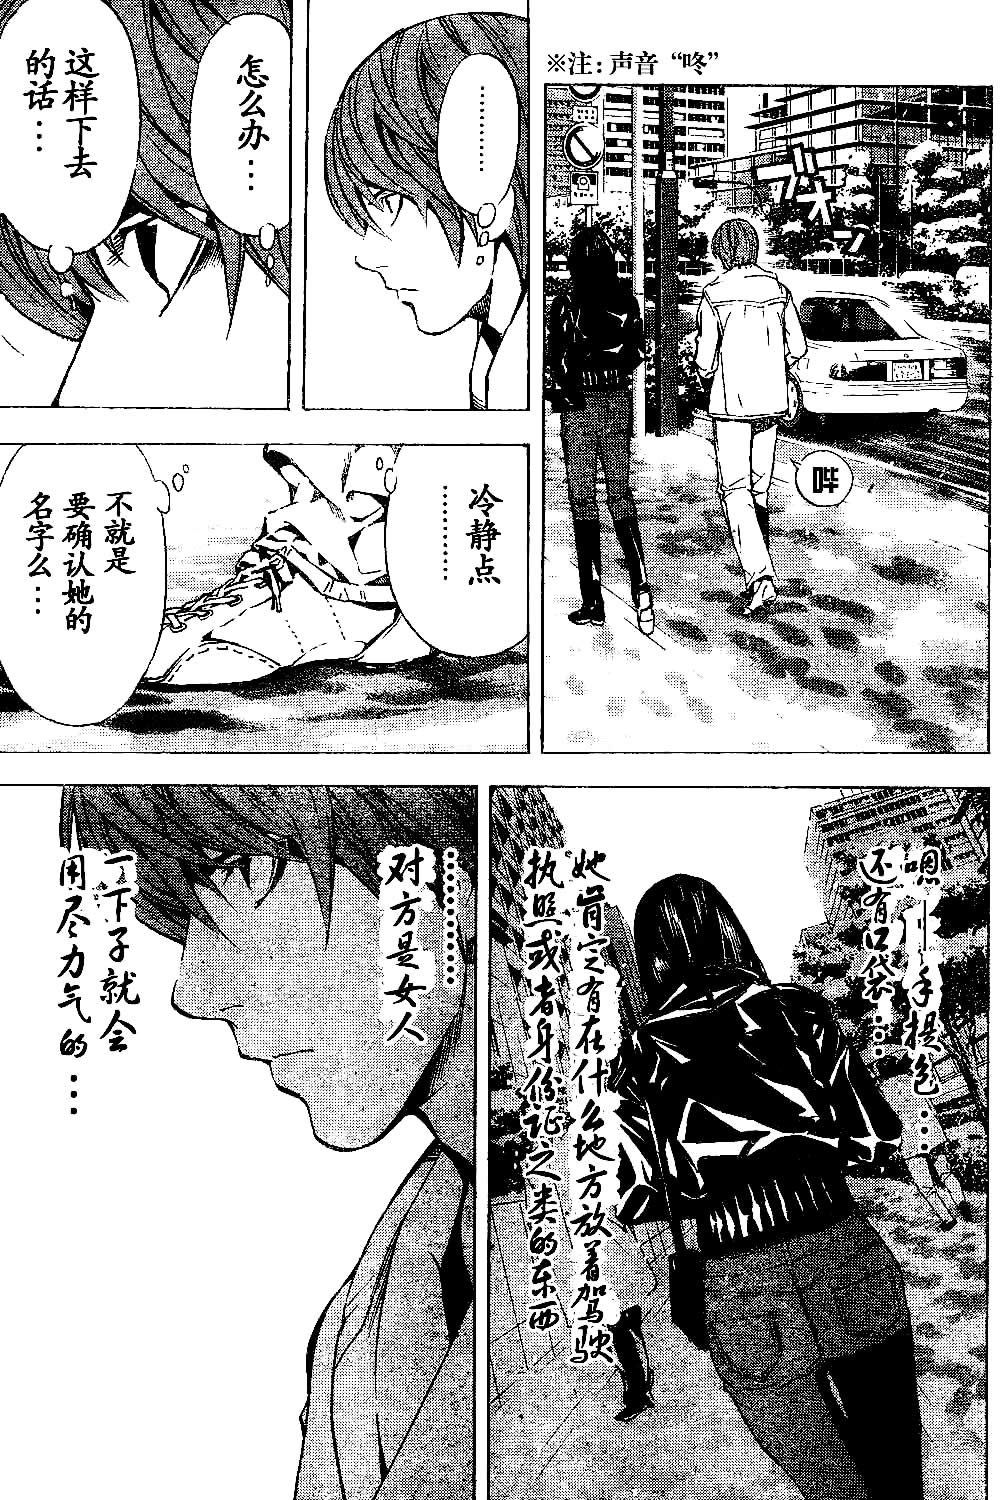 ※注：声音“咚”
ブオオン
哔
…………
怎么办…
这样下去
的话…
冷静点
………
不就是
要确认她的
名字么…
嗯——手提包…
还有口袋…
她肯定有在什么地方放着驾驶
执照或者身份证之类的东西
…………
对方是女人
一下子就会
用尽力气的…